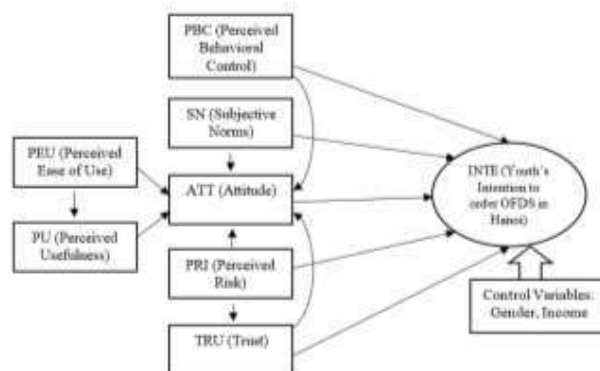 PBC (Perceived
Behavioral
Control)
SN (Subjective
Norms)
PEU (Perceived
Ease of Use)
ATT (Attitude)
INTE (Youth's
Intention to
order OFDS in
Hanoi)
PU (Perceived
Usefulness)
PRI (Perceived
Risk)
TRU (Trust)
Control Variables:
Gender, Income